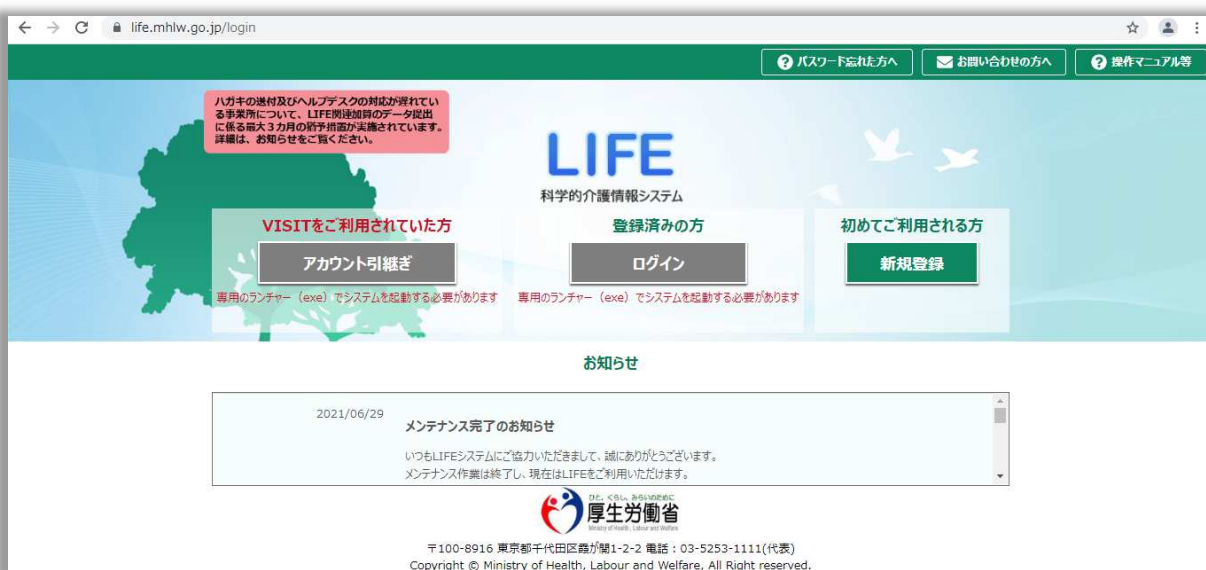 life.mhlw.go.jp/login
パスワード忘れた方へ
お問い合わせの方へ
操作マニュアル等
ハガキの送付及びヘルプデスクの対応が遅れてい
る事業所について、LIFE関連加算のデータ提出
に係る最大3カ月の猶予措置が実施されています。
詳細は、お知らせをご覧ください。
LIFE
科学的介護情報システム
VISITをご利用されていた方
アカウント引継ぎ
専用のランチャー（exe）でシステムを起動する必要があります
登録済みの方
ログイン
専用のランチャー（exe）でシステムを起動する必要があります
初めてご利用される方
新規登録
お知らせ
2021/06/29
メンテナンス完了のお知らせ
いつもLIFEシステムにご協力いただきまして、誠にありがとうございます。
メンテナンス作業は終了し、現在はLIFEをご利用いただけます。
ひと、くらし、みらいのために
厚生労働省
Ministry of Health, Labour and Welfare
〒100-8916 東京都千代田区霞が関1-2-2 電話：03-5253-1111(代表)
Copyright © Ministry of Health, Labour and Welfare, All Right reserved.